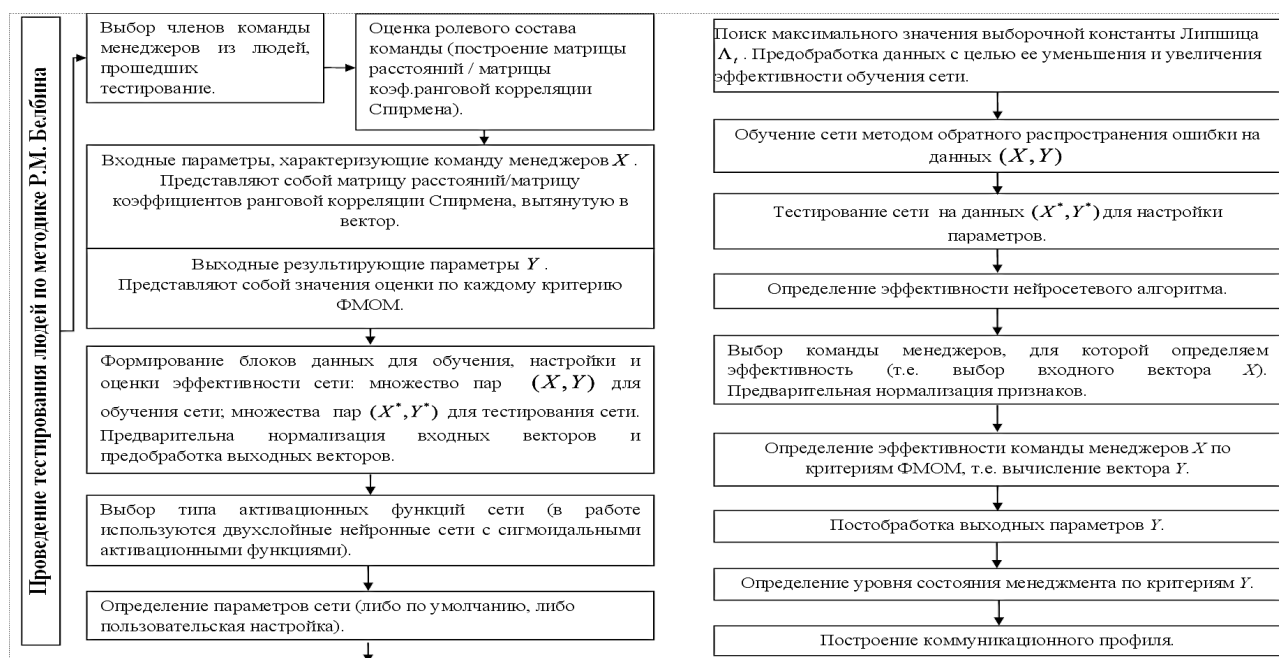 Проведение тестирования людей по методике Р.М. Белбина
Выбор членов команды
менеджеров из людей,
прошедших
тестирование.
Оценка ролевого состава
команды (построение матрицы
расстояний / матрицы
коэф.ранговой корреляции
Спирмена).
Входные параметры, характеризующие команду менеджеров X .
Представляют собой матрицу расстояний/матрицу
коэффициентов ранговой корреляции Спирмена, вытянутую в
вектор.
Выходные результирующие параметры Y .
Представляют собой значения оценки по каждому критерию
ФМОМ.
Формирование блоков данных для обучения, настройки и
оценки эффективности сети: множество пар (X,Y) для
обучения сети; множества пар (X*,Y*) для тестирования сети.
Предварительна нормализация входных векторов и
предобработка выходных векторов.
Выбор типа активационных функций сети (в работе
используются двухслойные нейронные сети с сигмоидальными
активационными функциями).
Определение параметров сети (либо по умолчанию, либо
пользовательская настройка).
Поиск максимального значения выборочной константы Липшица
Λt . Предобработка данных с целью ее уменьшения и увеличения
эффективности обучения сети.
Обучение сети методом обратного распространения ошибки на
данных (X,Y)
Тестирование сети на данных (X*,Y*) для настройки
параметров.
Определение эффективности нейросетевого алгоритма.
Выбор команды менеджеров, для которой определяем
эффективность (т.е. выбор входного вектора X).
Предварительная нормализация признаков.
Определение эффективности команды менеджеров X по
критериям ФМОМ, т.е. вычисление вектора Y.
Постобработка выходных параметров Y.
Определение уровня состояния менеджмента по критериям Y.
Построение коммуникационного профиля.